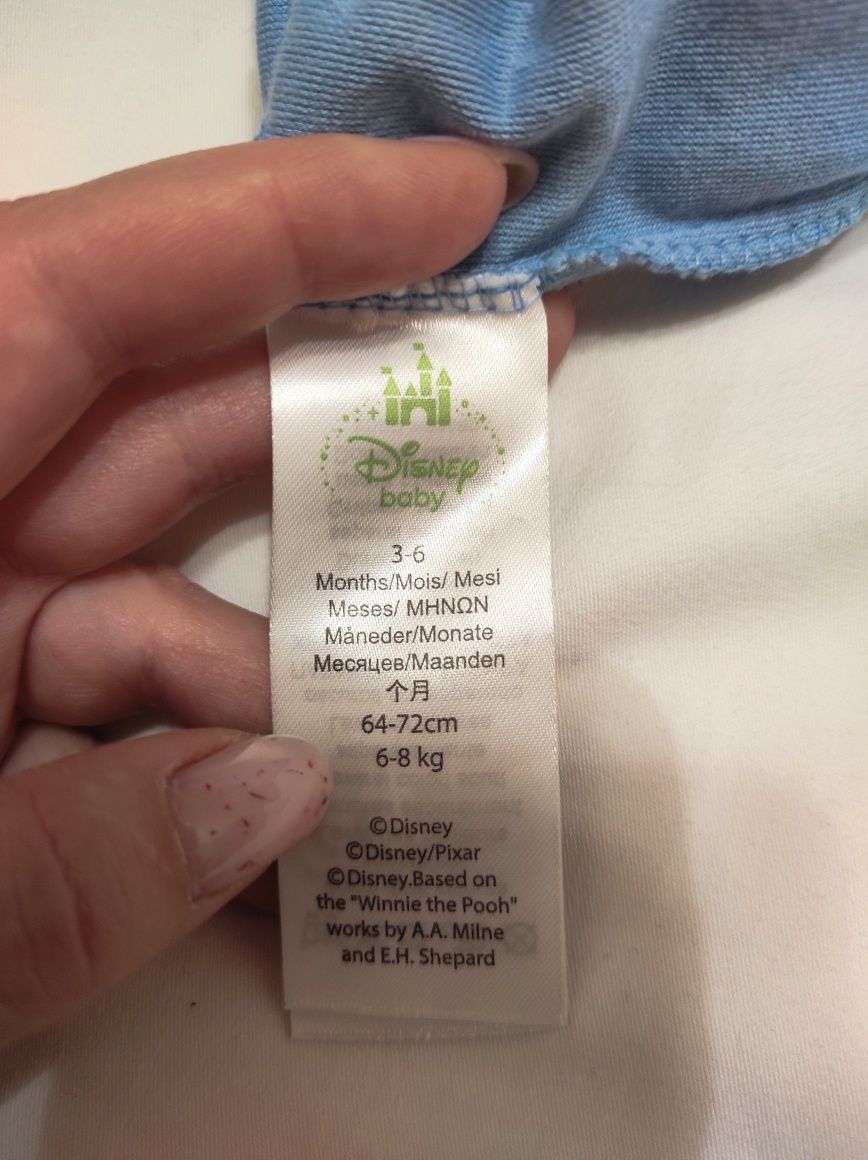 Disney
baby
3-6
Months/Mois/ Mesi
Meses/ ΜΗΝΩΝ
Måneder/Monate
Месяцев/Maanden
个月
64-72cm
6-8 kg
©Disney
©Disney/Pixar
©Disney.Based on
the "Winnie the Pooh"
works by A.A. Milne
and E.H. Shepard